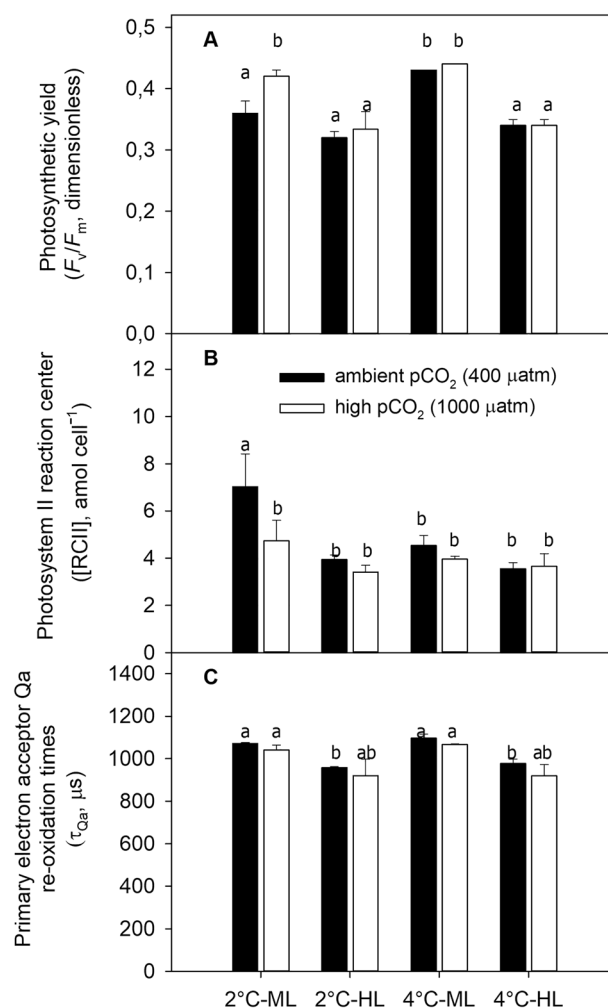 Photosynthetic yield
(Fv/Fm, dimensionless)
0,5
0,4
0,3
0,2
0,1
0,0
A
a b a a b b a a
Photosystem II reaction center
([RCII], amol cell⁻¹)
12
10
8
6
4
2
0
B
ambient pCO₂ (400 µatm)
high pCO₂ (1000 µatm)
a b b b b b b b
Primary electron acceptor Qa
re-oxidation times
(τQa, µs)
1400
1200
1000
800
600
400
200
0
C
a a b ab a a b ab
2°C-ML 2°C-HL 4°C-ML 4°C-HL